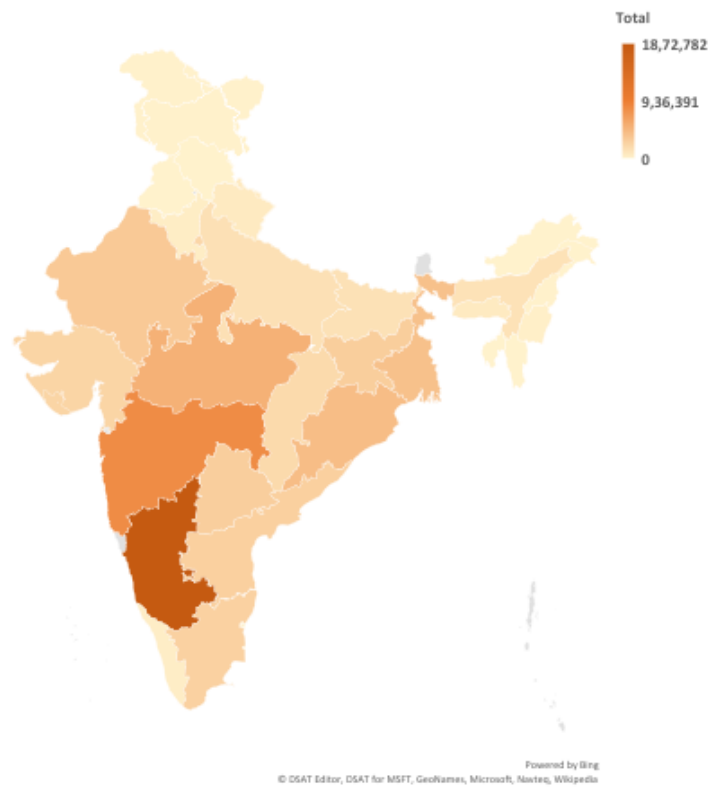 Total
18,72,782
9,36,391
0
Powered by Bing
© DSAT Editor, DSAT for MSFT, GeoNames, Microsoft, Navteq, Wikipedia